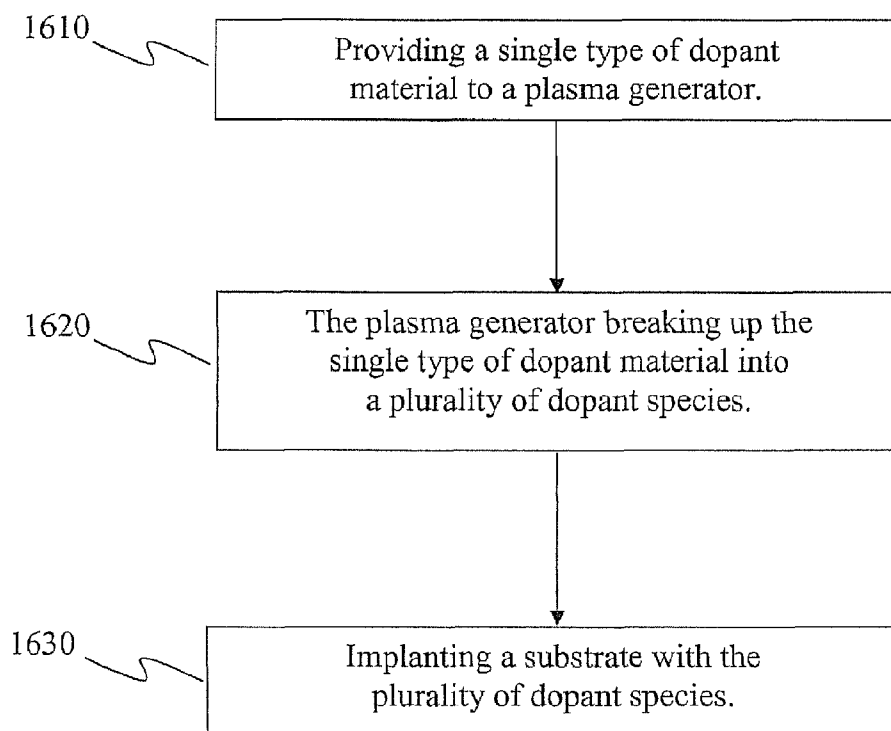 1610
Providing a single type of dopant
material to a plasma generator.
1620
The plasma generator breaking up the
single type of dopant material into
a plurality of dopant species.
1630
Implanting a substrate with the
plurality of dopant species.